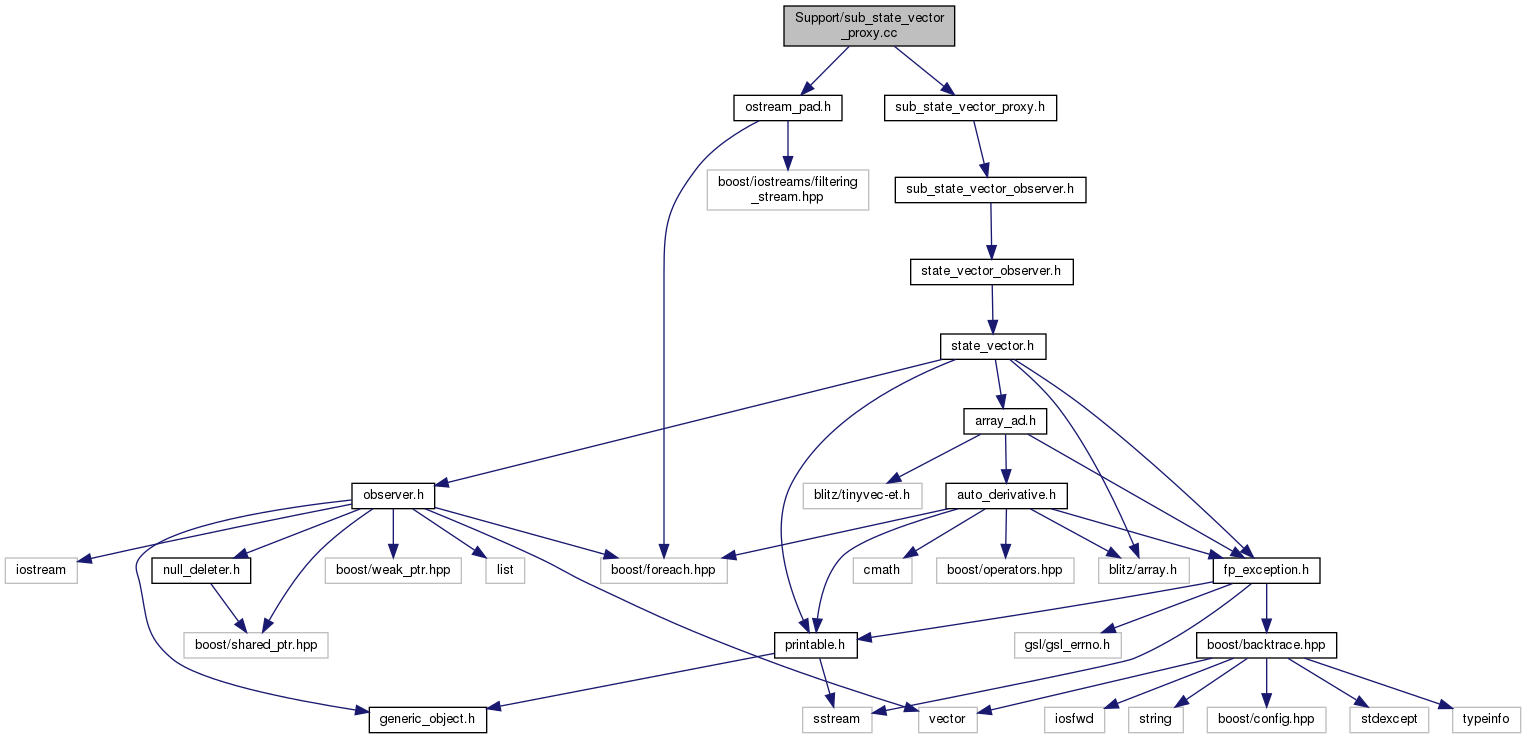 Support/sub_state_vector
_proxy.cc
ostream_pad.h
sub_state_vector_proxy.h
boost/iostreams/filtering
_stream.hpp
sub_state_vector_observer.h
state_vector_observer.h
state_vector.h
array_ad.h
observer.h
blitz/tinyvec-et.h
auto_derivative.h
iostream
null_deleter.h
boost/weak_ptr.hpp
list
boost/foreach.hpp
cmath
boost/operators.hpp
blitz/array.h
fp_exception.h
boost/shared_ptr.hpp
printable.h
gsl/gsl_errno.h
boost/backtrace.hpp
generic_object.h
sstream
vector
iosfwd
string
boost/config.hpp
stdexcept
typeinfo